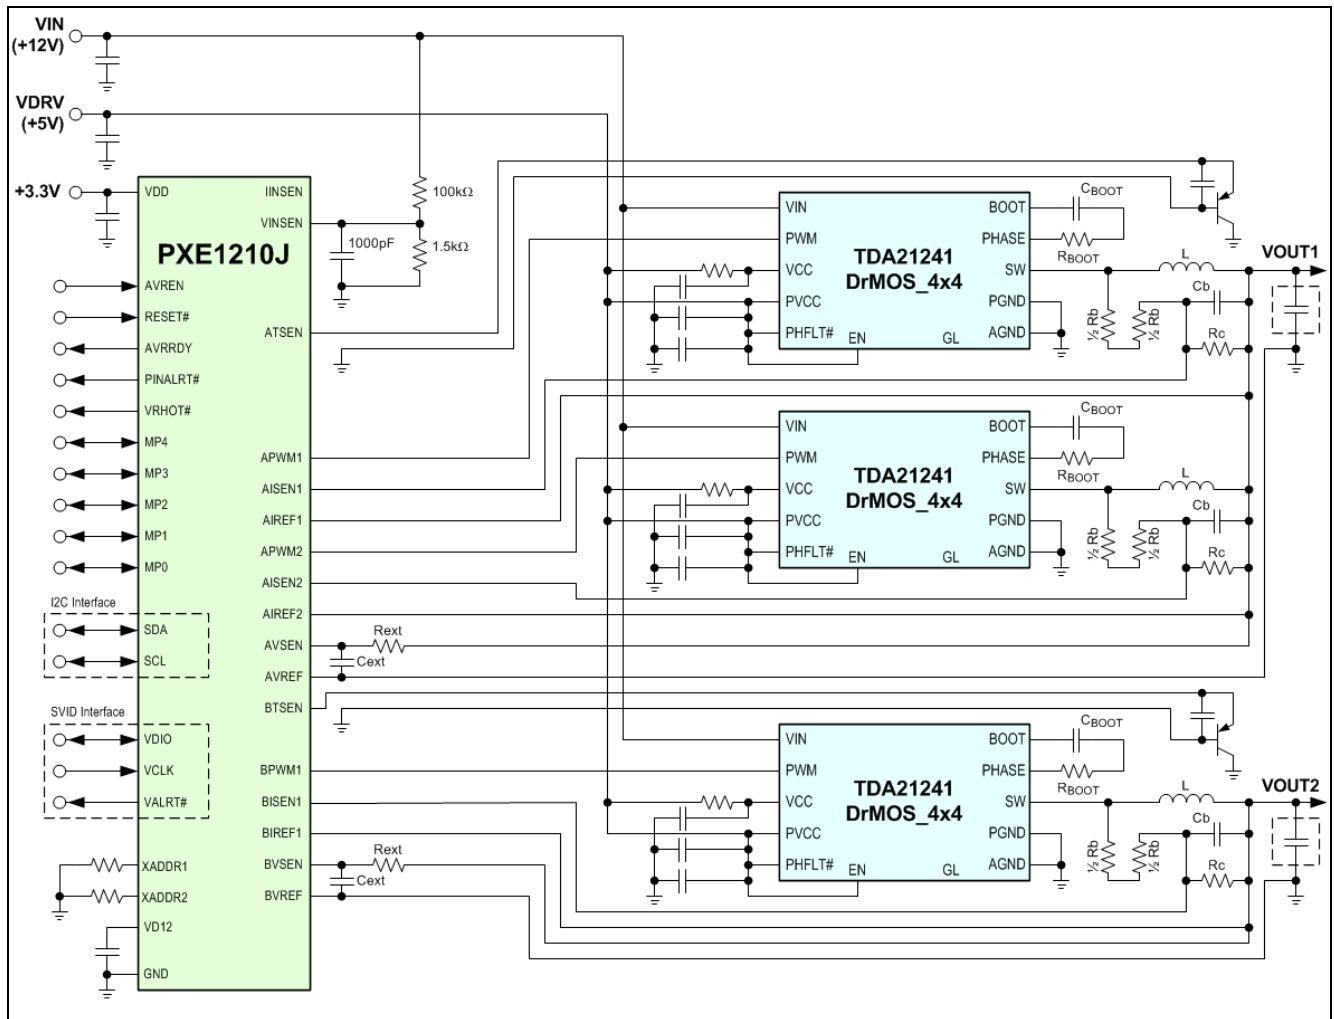 VIN
(+12V)
VDRV
(+5V)
+3.3V
VDD
IINSEN
VINSEN
PXE1210J
100kΩ
1000pF
1.5kΩ
AVREN
RESET#
AVRRDY
ATSEN
PINALRT#
VRHOT#
MP4
MP3
MP2
MP1
MP0
APWM1
AISEN1
AIREF1
APWM2
AISEN2
AIREF2
AVSEN
AVREF
BTSEN
I2C Interface
SDA
SCL
Rext
Cext
SVID Interface
VDIO
VCLK
VALRT#
BPWM1
BISEN1
BIREF1
BVSEN
BVREF
Rext
Cext
XADDR1
XADDR2
VD12
GND
VIN
PWM
VCC
PVCC
PHFLT#
EN
GL
TDA21241
DrMOS_4x4
BOOT
PHASE
SW
PGND
AGND
CBOOT
RBOOT
L
Cb
½ Rb
½ Rb
Rc
VOUT1
VIN
PWM
VCC
PVCC
PHFLT#
EN
GL
TDA21241
DrMOS_4x4
BOOT
PHASE
SW
PGND
AGND
CBOOT
RBOOT
L
Cb
½ Rb
½ Rb
Rc
VIN
PWM
VCC
PVCC
PHFLT#
EN
GL
TDA21241
DrMOS_4x4
BOOT
PHASE
SW
PGND
AGND
CBOOT
RBOOT
L
Cb
½ Rb
½ Rb
Rc
VOUT2